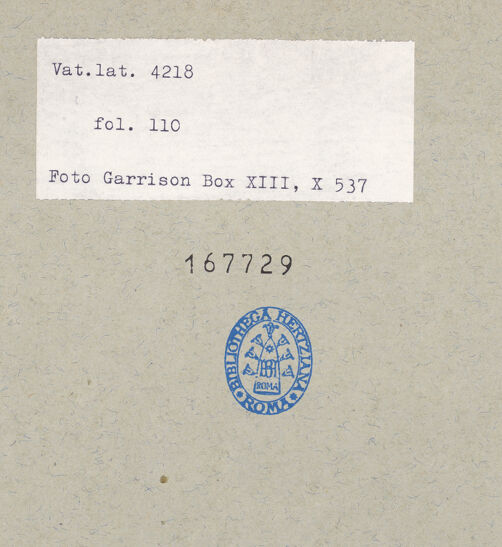 Vat.lat. 4218
fol. 110
Foto Garrison Box XIII, X 537
167729
BIBLIOTHECA HERTZIANA
ROMA
ROMA